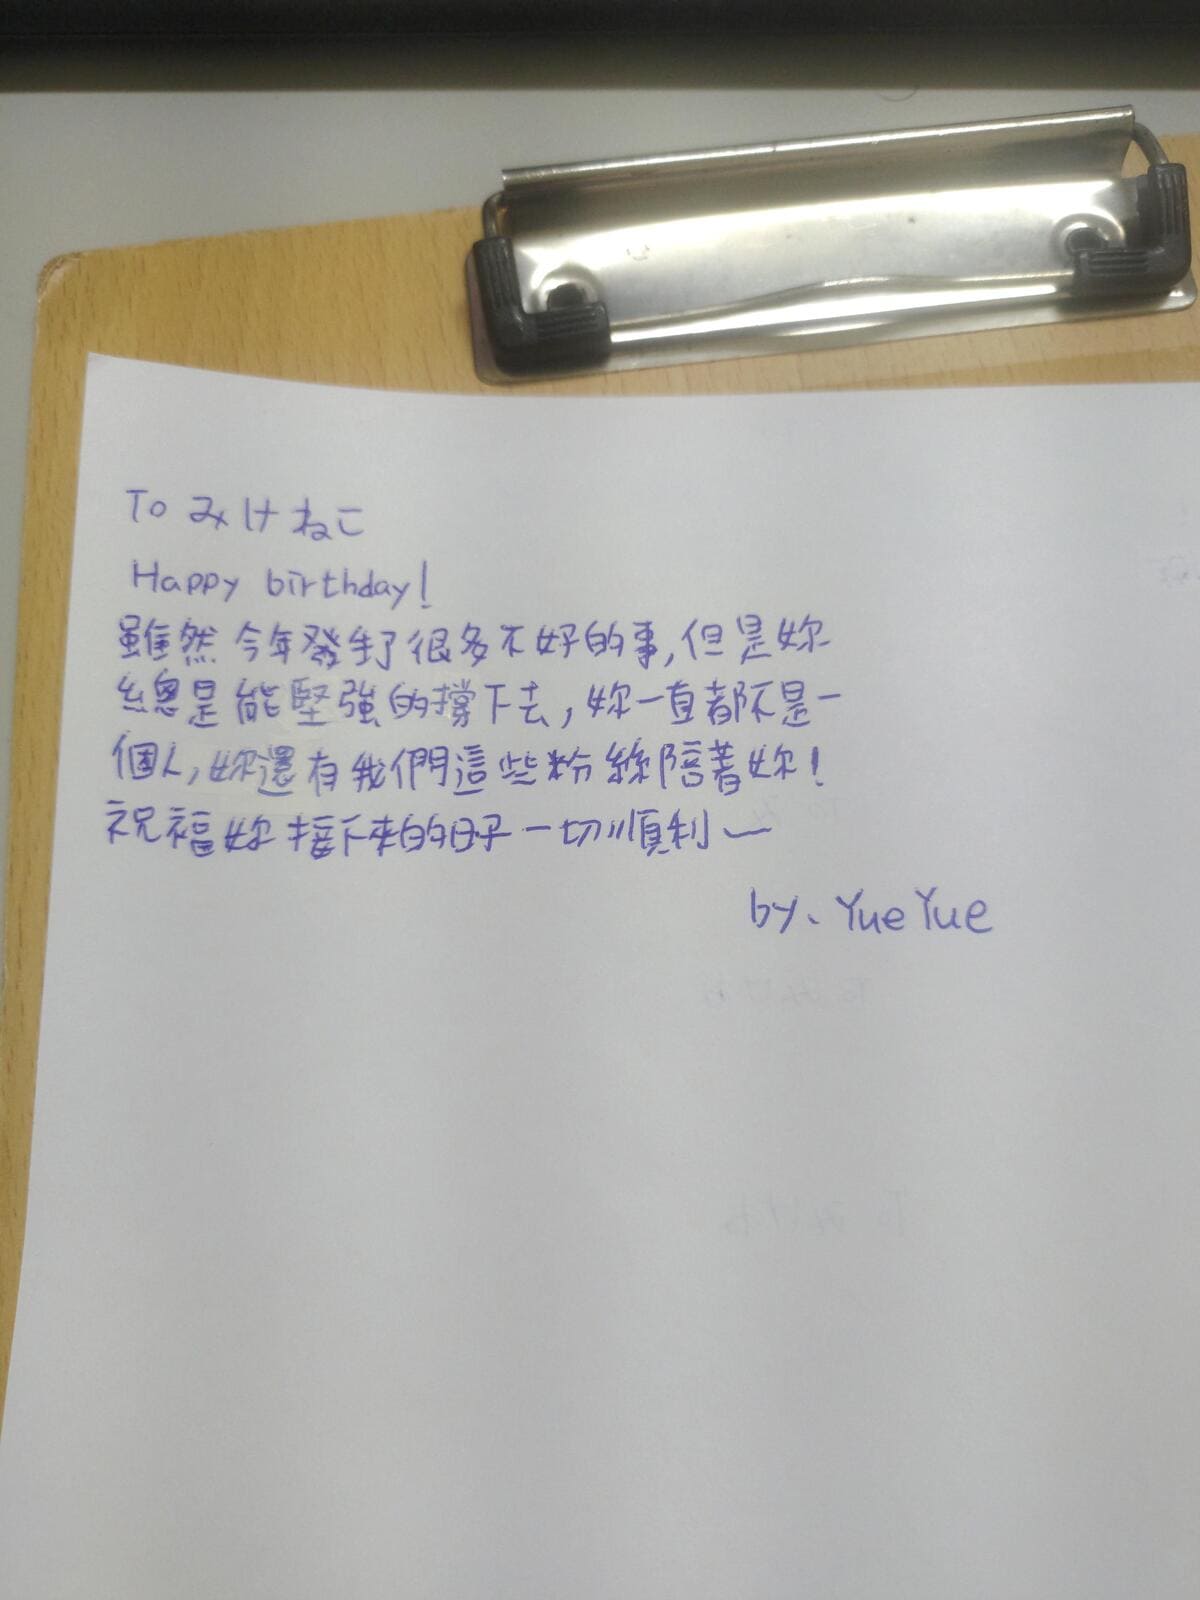 To みけねこ
Happy birthday!
雖然今年發生了很多不好的事,但是妳
總是能堅強的撐下去,妳一直都不是一
個人,妳還有我們這些粉絲陪著妳!
祝福妳接下來的日子一切順利~
by. YueYue